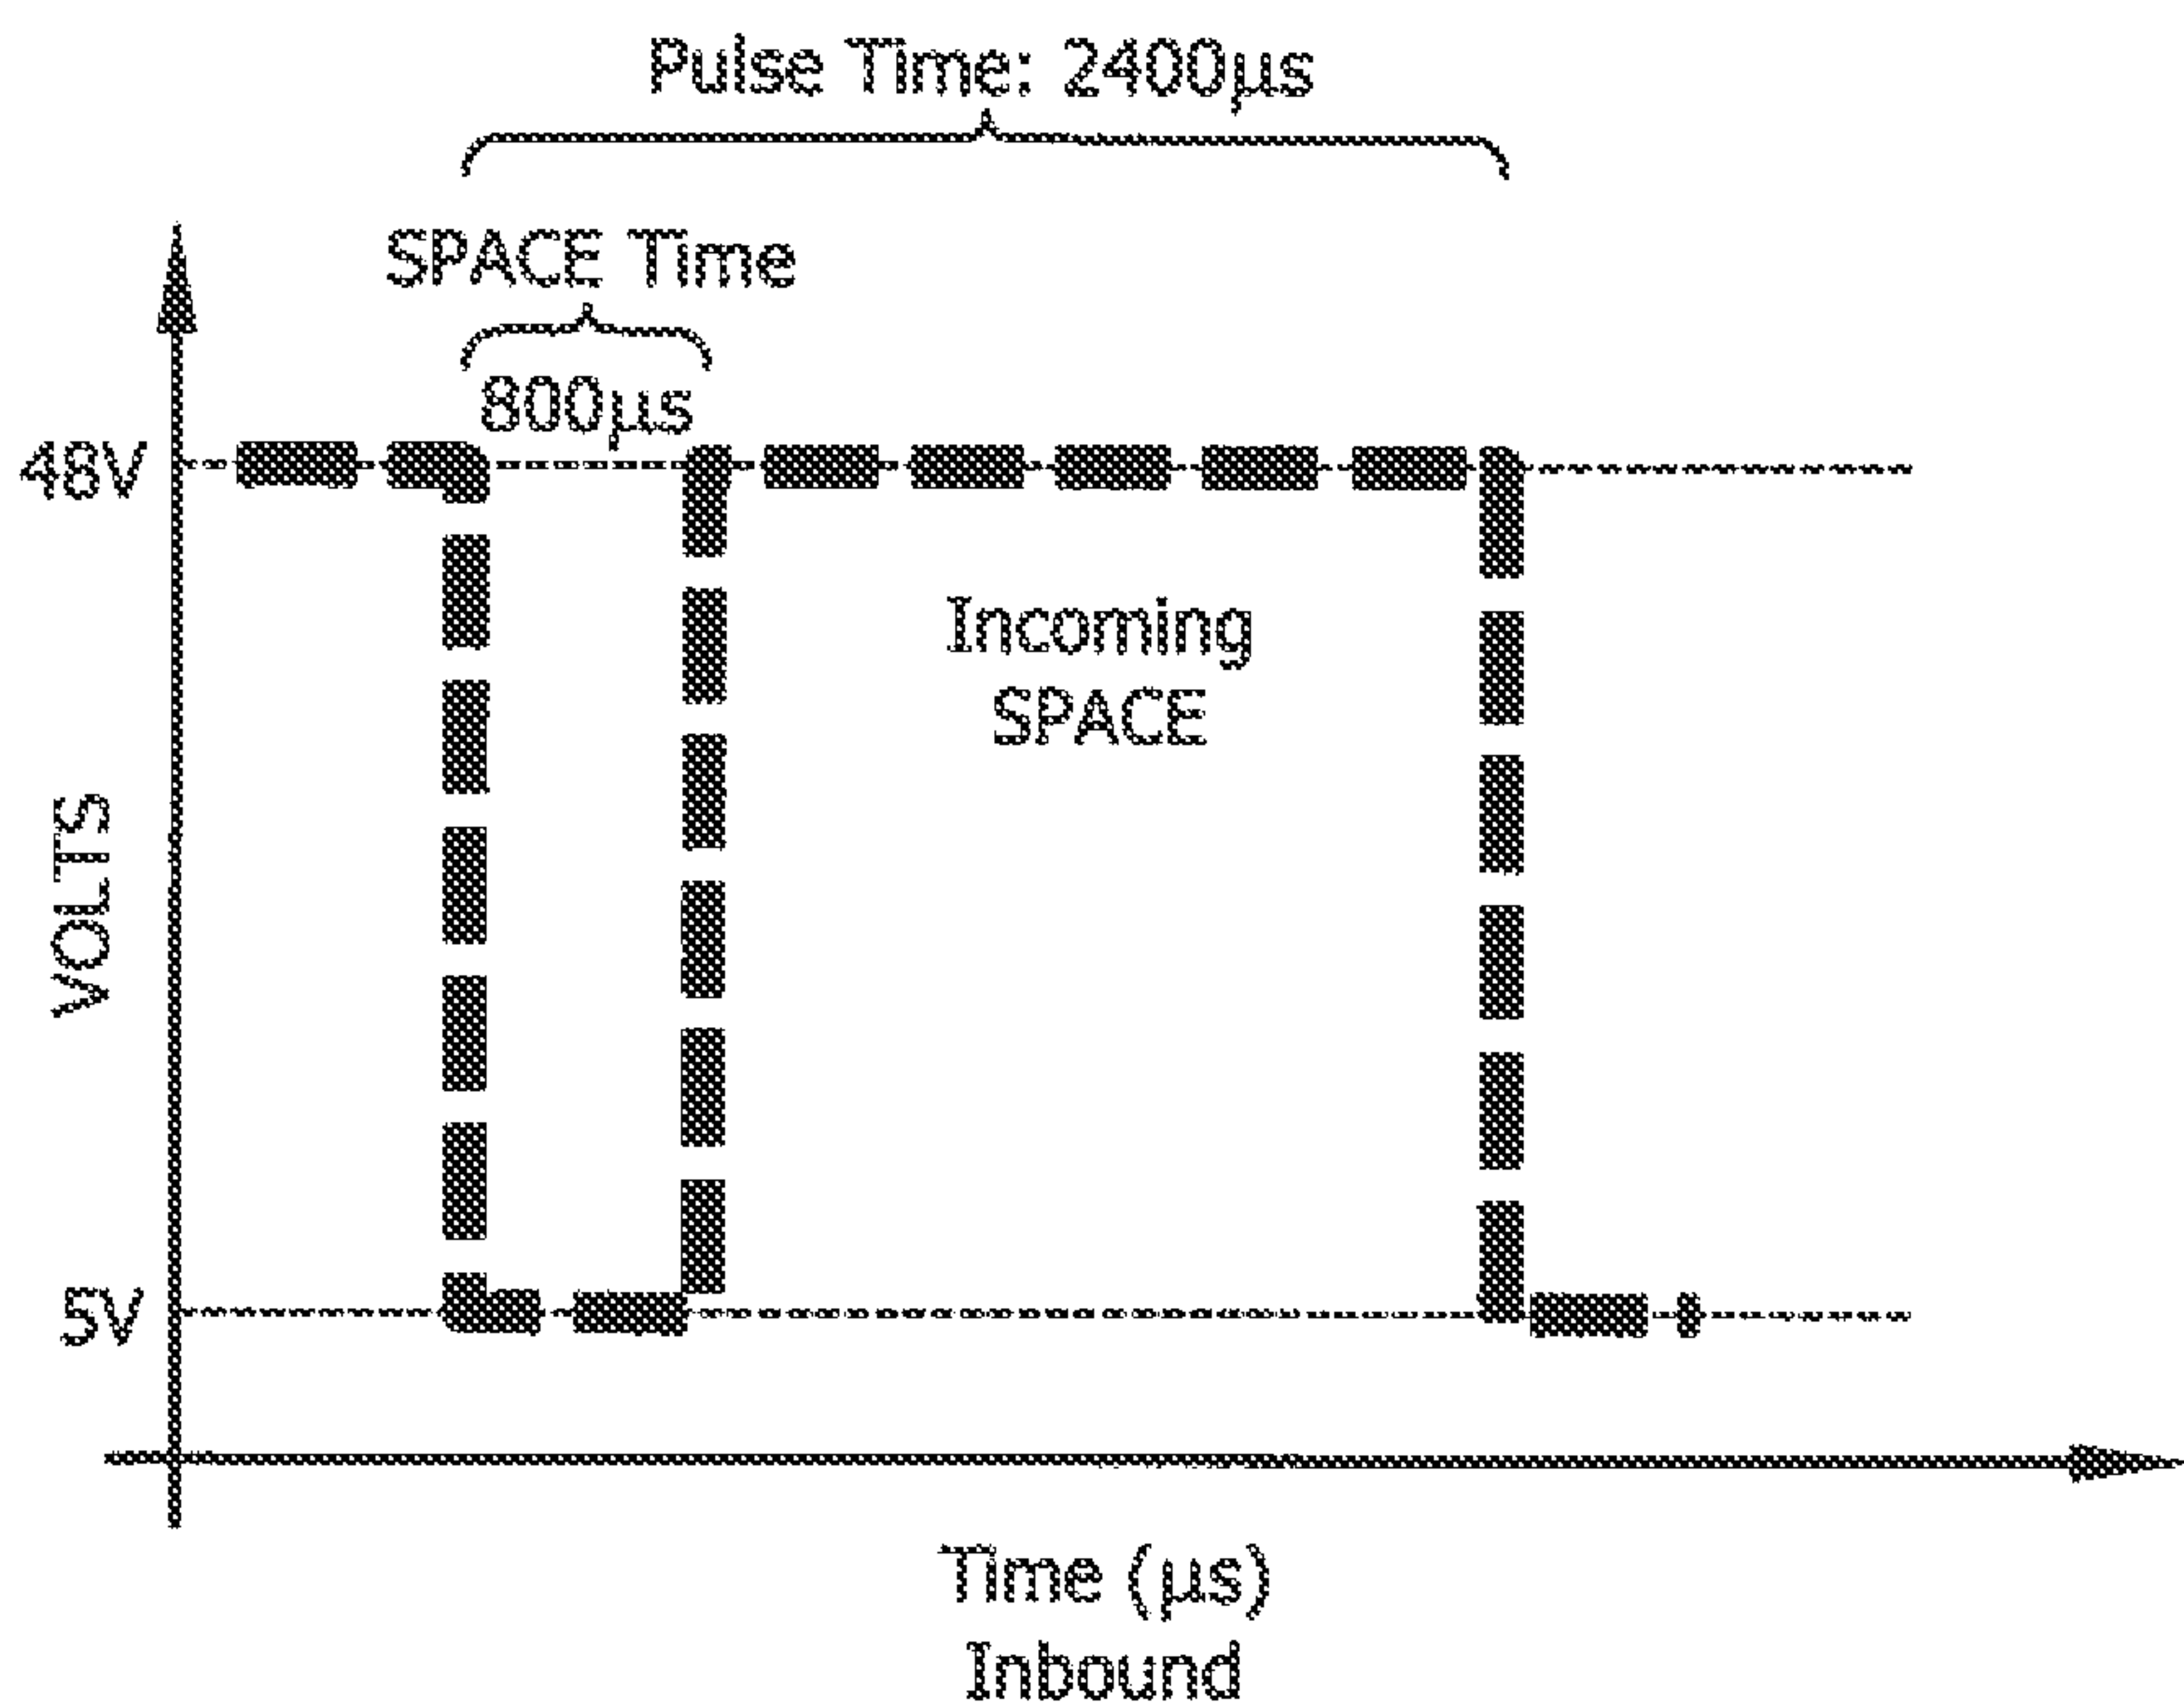 Pulse Time: 2400µs
SPACE Time
800µs
48V
Incoming
SPACE
VOLTS
5V
Time (µs)
Inbound